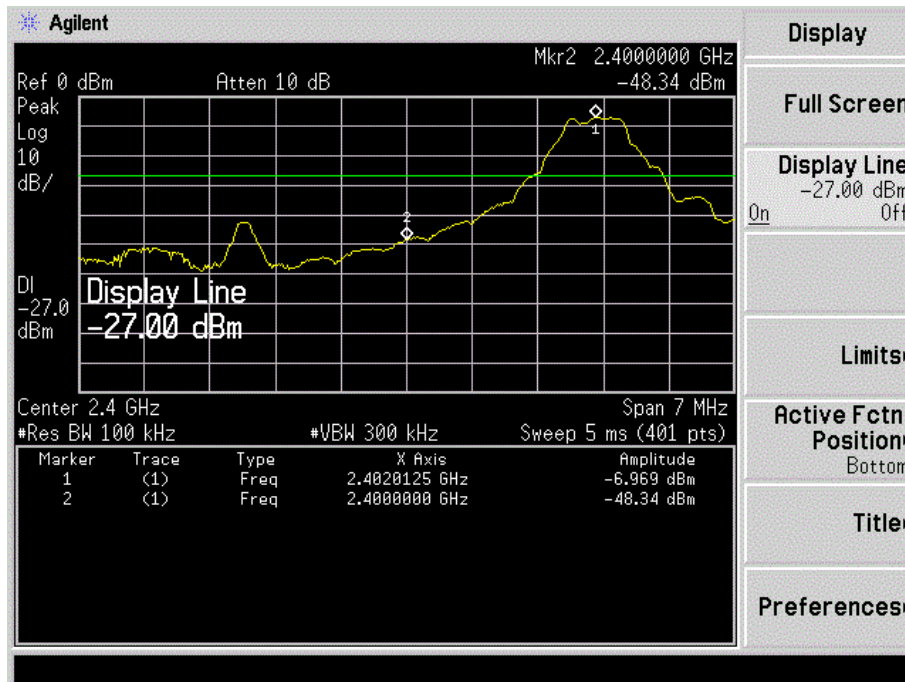 Agilent
Display
Mkr2 2.4000000 GHz
Ref 0 dBm Atten 10 dB −48.34 dBm
Peak
Log
10
dB/
1
2
DI
−27.0
dBm
Display Line
−27.00 dBm
Center 2.4 GHz Span 7 MHz
#Res BW 100 kHz #VBW 300 kHz Sweep 5 ms (401 pts)
Marker Trace Type X Axis Amplitude
1 (1) Freq 2.4020125 GHz −6.969 dBm
2 (1) Freq 2.4000000 GHz −48.34 dBm
Full Screen
Display Line
−27.00 dBm
On Off
Limits
Active Fctn
Position
Bottom
Title
Preferences